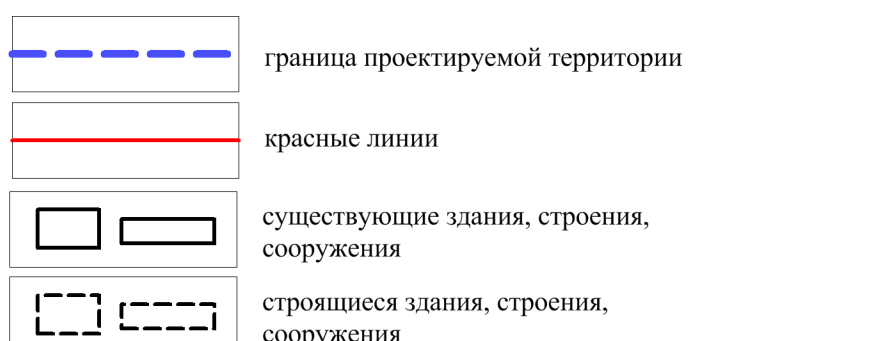 граница проектируемой территории
красные линии
существующие здания, строения,
сооружения
строящиеся здания, строения,
сооружения